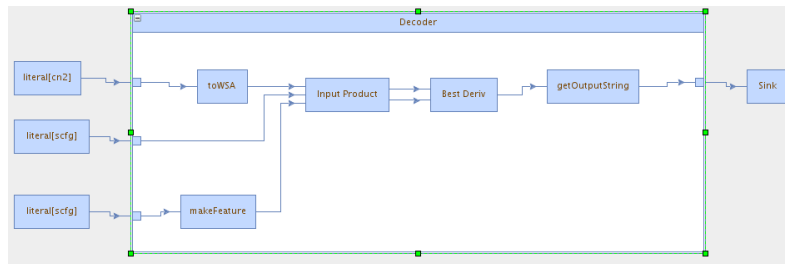 Decoder
literal[cn2]
toWSA
Input Product
Best Deriv
getOutputString
Sink
literal[scfg]
literal[scfg]
makeFeature